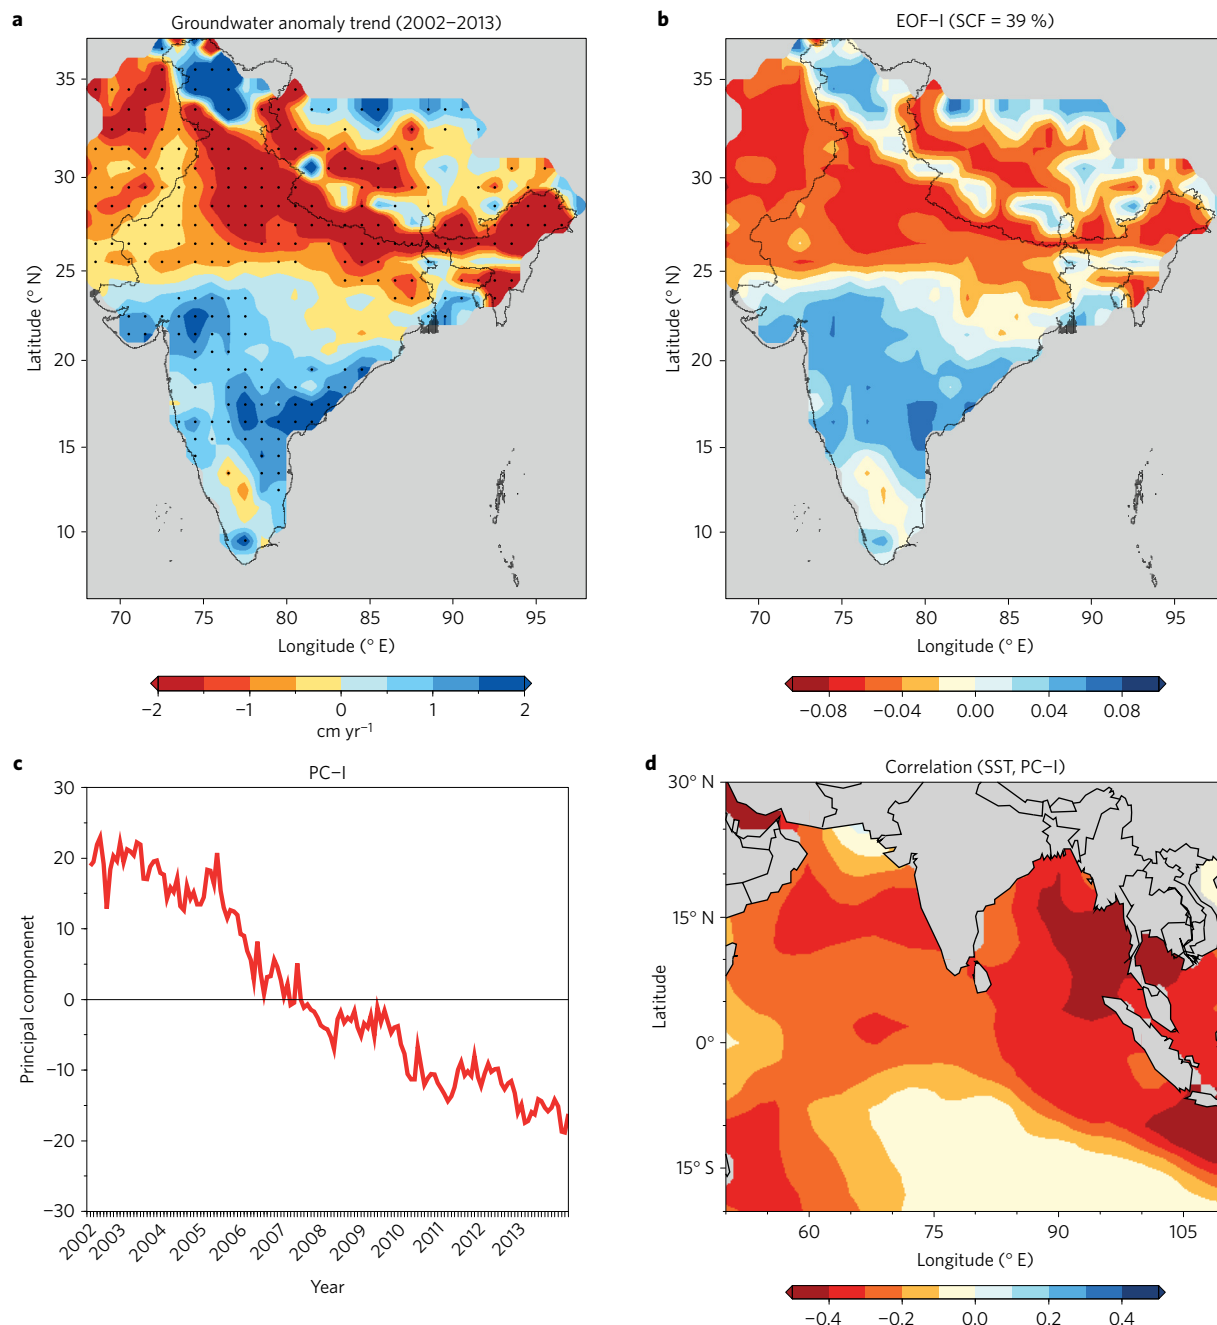 a
Groundwater anomaly trend (2002−2013)
35
30
25
20
15
10
Latitude (° N)
70 75 80 85 90 95
Longitude (° E)
−2 −1 0 1 2
cm yr⁻¹
b
EOF−I (SCF = 39 %)
35
30
25
20
15
10
Latitude (° N)
70 75 80 85 90 95
Longitude (° E)
−0.08 −0.04 0.00 0.04 0.08
c
PC−I
30
20
10
0
−10
−20
−30
Principal componenet
2002 2003 2004 2005 2006 2007 2008 2009 2010 2011 2012 2013
Year
d
Correlation (SST, PC−I)
30° N
15° N
0°
15° S
Latitude
60 75 90 105
Longitude (° E)
−0.4 −0.2 0.0 0.2 0.4